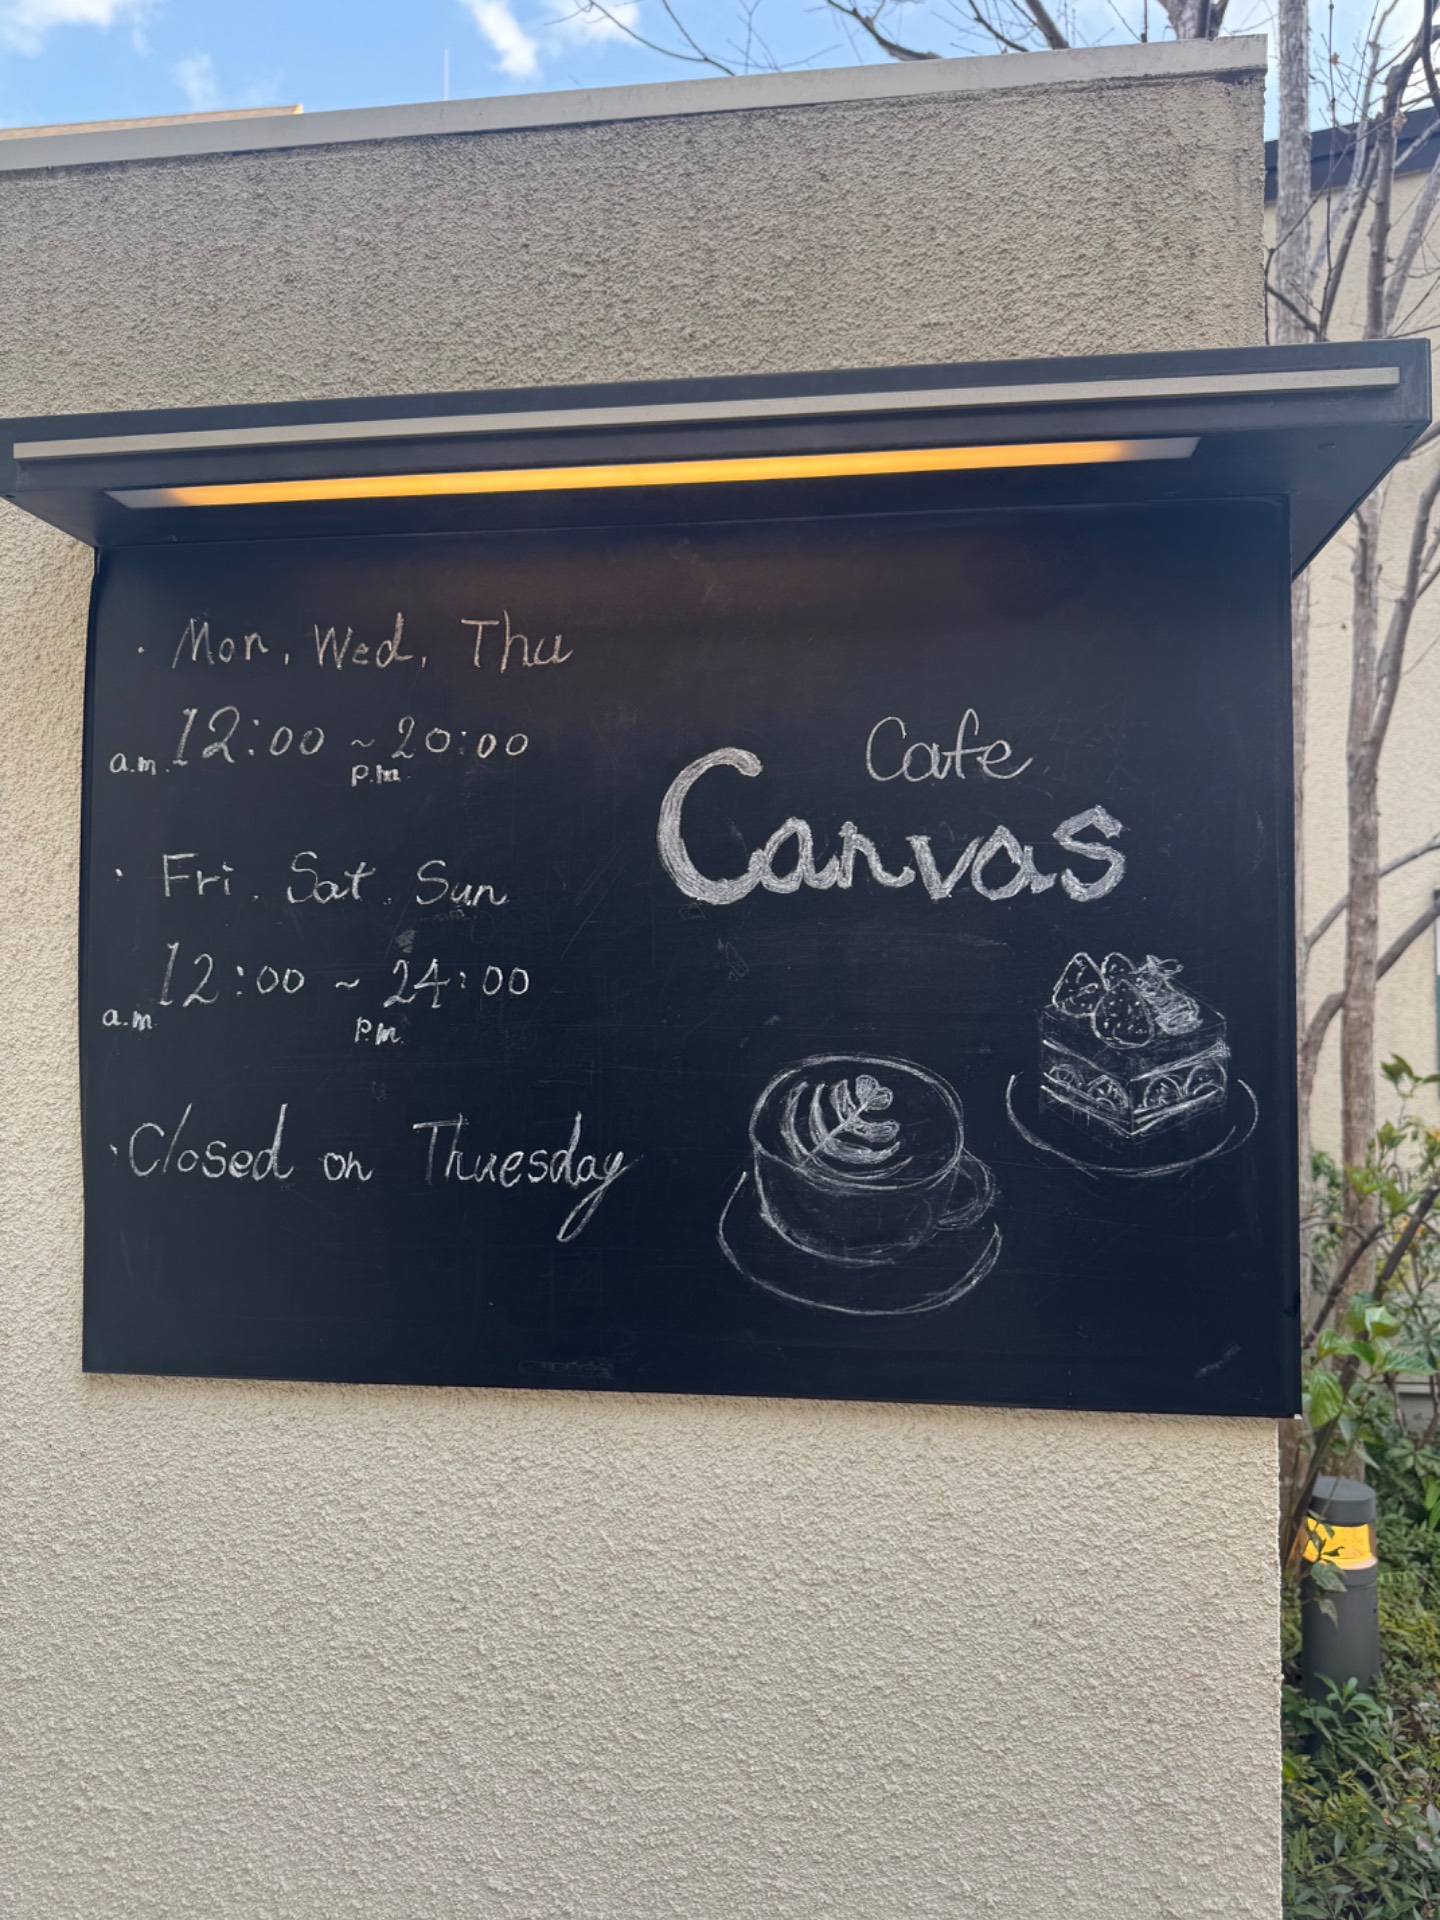 · Mon, Wed, Thu
a.m. 12:00 ~ 20:00
p.m.
· Fri. Sat. Sun
12:00 ~ 24:00
a.m. p.m.
· Closed on Thuesday
Cafe
Canvas